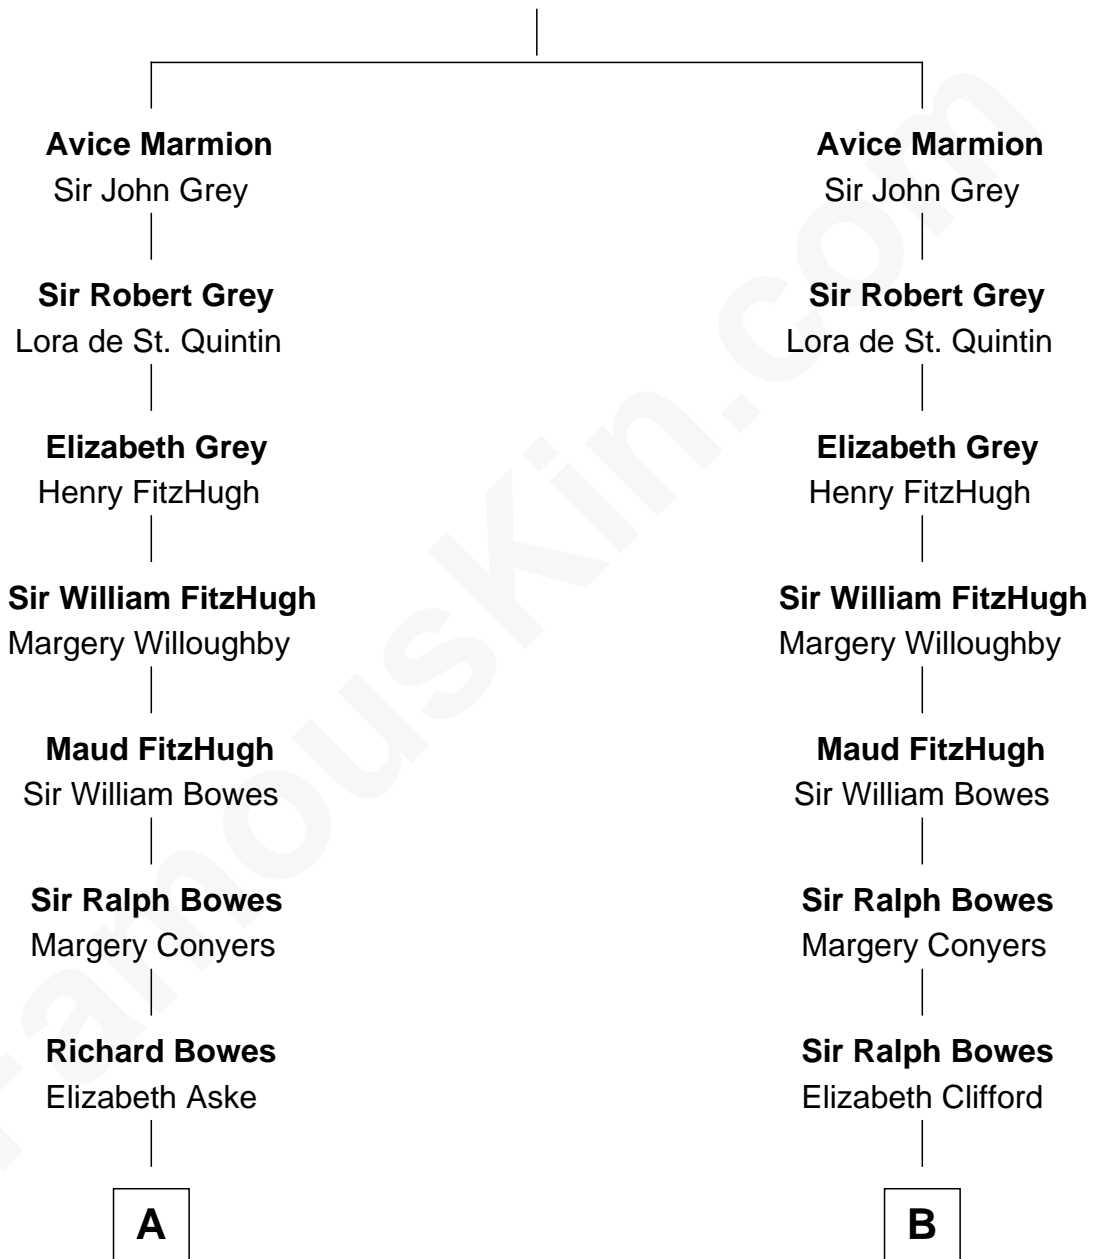 Avice Marmion
Sir John Grey
Sir Robert Grey
Lora de St. Quintin
Elizabeth Grey
Henry FitzHugh
Sir William FitzHugh
Margery Willoughby
Maud FitzHugh
Sir William Bowes
Sir Ralph Bowes
Margery Conyers
Richard Bowes
Elizabeth Aske
A
Avice Marmion
Sir John Grey
Sir Robert Grey
Lora de St. Quintin
Elizabeth Grey
Henry FitzHugh
Sir William FitzHugh
Margery Willoughby
Maud FitzHugh
Sir William Bowes
Sir Ralph Bowes
Margery Conyers
Sir Ralph Bowes
Elizabeth Clifford
B
FamousKin.com